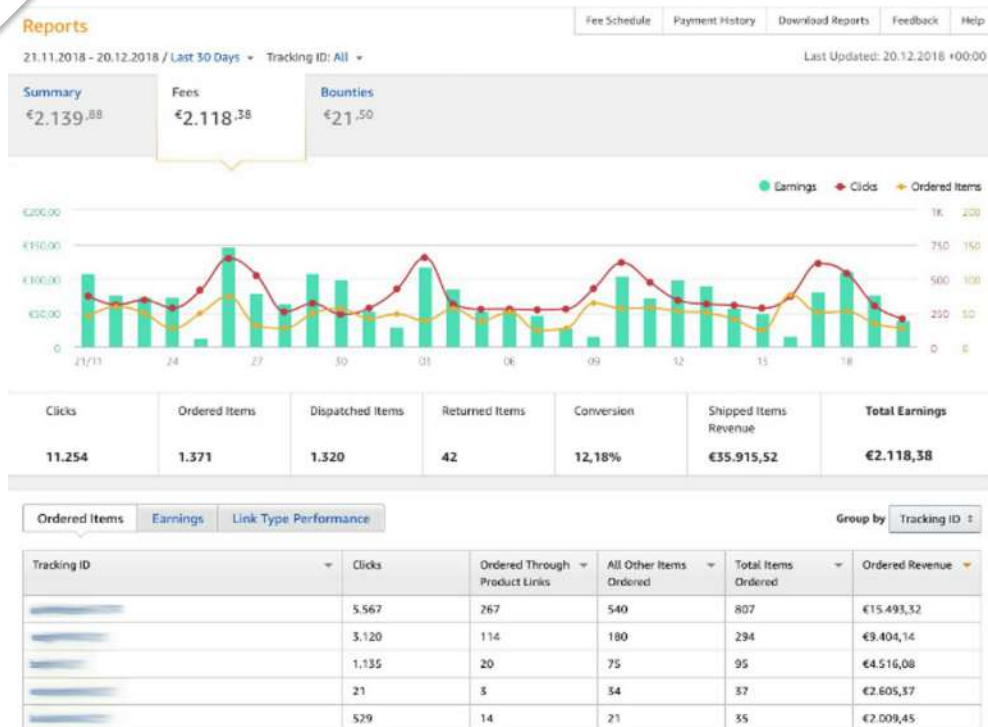 Reports
Fee Schedule Payment History Download Reports Feedback Help
21.11.2018 - 20.12.2018 / Last 30 Days Tracking ID: All
Last Updated: 20.12.2018 +00:00
Summary Fees Bounties
€2.139,88 €2.118,38 €21,50
Earnings Clicks Ordered Items
€200,00 1K 200
€150,00 750 150
€100,00 500 100
€50,00 250 50
0 0 0
21/11 24 27 30 03 06 09 12 15 18
Clicks Ordered Items Dispatched Items Returned Items Conversion Shipped Items Revenue Total Earnings
11.254 1.371 1.320 42 12,18% €35.915,52 €2.118,38
Ordered Items Earnings Link Type Performance Group by Tracking ID
Tracking ID Clicks Ordered Through Product Links All Other Items Ordered Total Items Ordered Ordered Revenue
5.567 267 540 807 €15.493,32
3.120 114 180 294 €9.404,14
1.135 20 75 95 €4.516,08
21 3 34 37 €2.605,37
529 14 21 35 €2.009,45